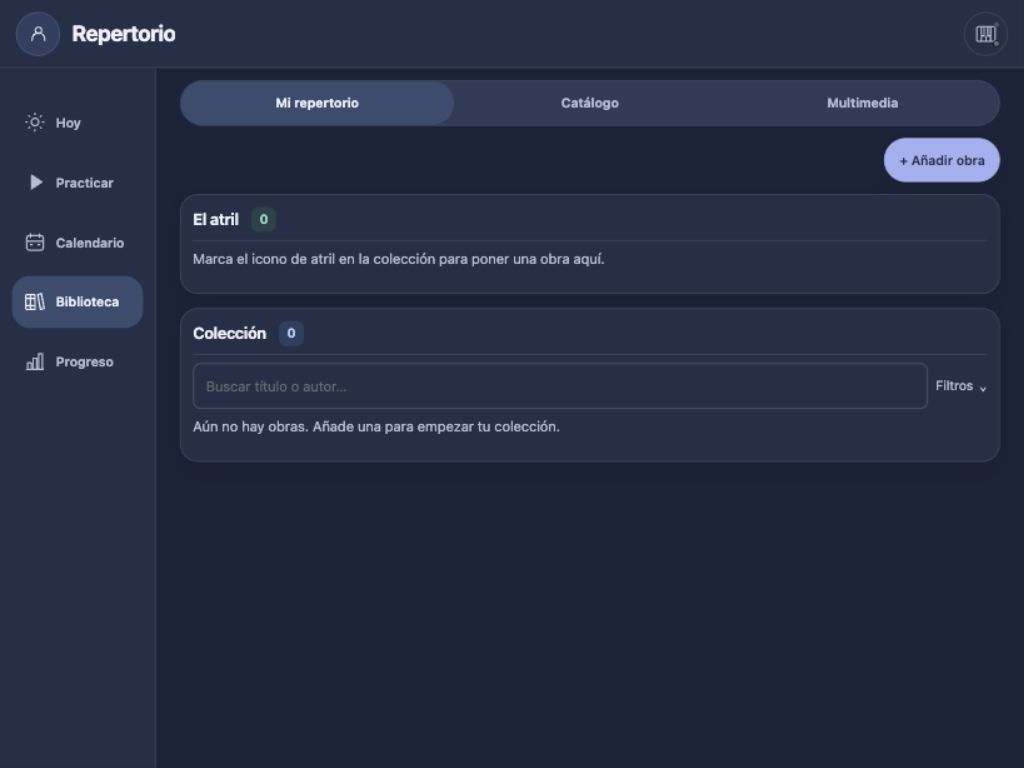 Repertorio
Hoy
Practicar
Calendario
Biblioteca
Progreso
Mi repertorio
Catálogo
Multimedia
+ Añadir obra
El atril 0
Marca el icono de atril en la colección para poner una obra aquí.
Colección 0
Buscar título o autor...
Filtros
Aún no hay obras. Añade una para empezar tu colección.